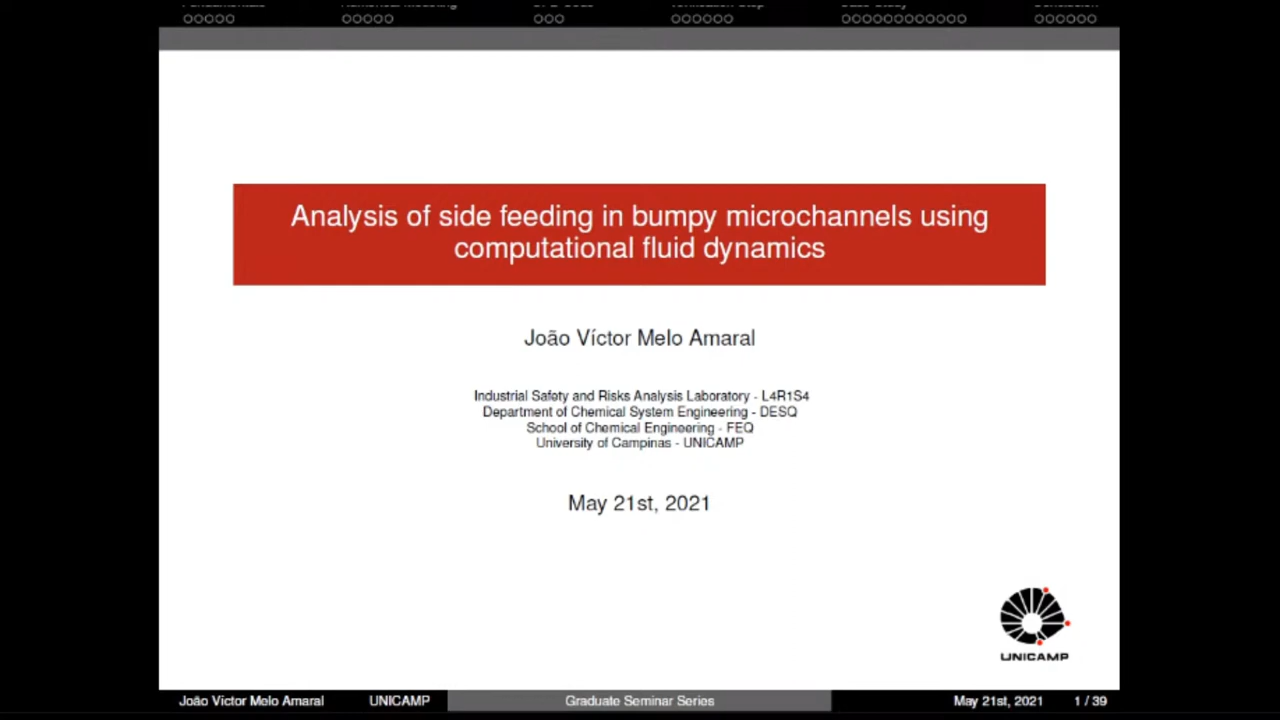 Analysis of side feeding in bumpy microchannels using
computational fluid dynamics
João Víctor Melo Amaral
Industrial Safety and Risks Analysis Laboratory - L4R1S4
Department of Chemical System Engineering - DESQ
School of Chemical Engineering - FEQ
University of Campinas - UNICAMP
May 21st, 2021
UNICAMP
João Víctor Melo Amaral UNICAMP Graduate Seminar Series May 21st, 2021 1 / 39